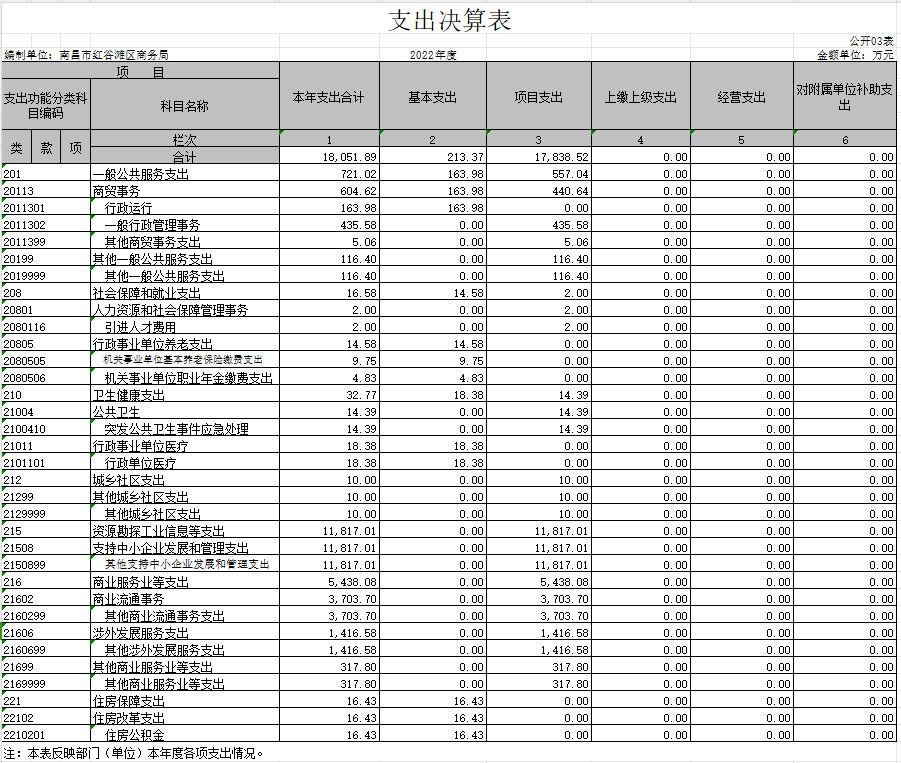 支出决算表
公开03表
编制单位：南昌市红谷滩区商务局 2022年度 金额单位：万元
项 目 本年支出合计 基本支出 项目支出 上缴上级支出 经营支出 对附属单位补助支出
支出功能分类科目编码 科目名称
类 款 项 栏次 1 2 3 4 5 6
合计 18,051.89 213.37 17,838.52 0.00 0.00 0.00
201 一般公共服务支出 721.02 163.98 557.04 0.00 0.00 0.00
20113 商贸事务 604.62 163.98 440.64 0.00 0.00 0.00
2011301 行政运行 163.98 163.98 0.00 0.00 0.00 0.00
2011302 一般行政管理事务 435.58 0.00 435.58 0.00 0.00 0.00
2011399 其他商贸事务支出 5.06 0.00 5.06 0.00 0.00 0.00
20199 其他一般公共服务支出 116.40 0.00 116.40 0.00 0.00 0.00
2019999 其他一般公共服务支出 116.40 0.00 116.40 0.00 0.00 0.00
208 社会保障和就业支出 16.58 14.58 2.00 0.00 0.00 0.00
20801 人力资源和社会保障管理事务 2.00 0.00 2.00 0.00 0.00 0.00
2080116 引进人才费用 2.00 0.00 2.00 0.00 0.00 0.00
20805 行政事业单位养老支出 14.58 14.58 0.00 0.00 0.00 0.00
2080505 机关事业单位基本养老保险缴费支出 9.75 9.75 0.00 0.00 0.00 0.00
2080506 机关事业单位职业年金缴费支出 4.83 4.83 0.00 0.00 0.00 0.00
210 卫生健康支出 32.77 18.38 14.39 0.00 0.00 0.00
21004 公共卫生 14.39 0.00 14.39 0.00 0.00 0.00
2100410 突发公共卫生事件应急处理 14.39 0.00 14.39 0.00 0.00 0.00
21011 行政事业单位医疗 18.38 18.38 0.00 0.00 0.00 0.00
2101101 行政单位医疗 18.38 18.38 0.00 0.00 0.00 0.00
212 城乡社区支出 10.00 0.00 10.00 0.00 0.00 0.00
21299 其他城乡社区支出 10.00 0.00 10.00 0.00 0.00 0.00
2129999 其他城乡社区支出 10.00 0.00 10.00 0.00 0.00 0.00
215 资源勘探工业信息等支出 11,817.01 0.00 11,817.01 0.00 0.00 0.00
21508 支持中小企业发展和管理支出 11,817.01 0.00 11,817.01 0.00 0.00 0.00
2150899 其他支持中小企业发展和管理支出 11,817.01 0.00 11,817.01 0.00 0.00 0.00
216 商业服务业等支出 5,438.08 0.00 5,438.08 0.00 0.00 0.00
21602 商业流通事务 3,703.70 0.00 3,703.70 0.00 0.00 0.00
2160299 其他商业流通事务支出 3,703.70 0.00 3,703.70 0.00 0.00 0.00
21606 涉外发展服务支出 1,416.58 0.00 1,416.58 0.00 0.00 0.00
2160699 其他涉外发展服务支出 1,416.58 0.00 1,416.58 0.00 0.00 0.00
21699 其他商业服务业等支出 317.80 0.00 317.80 0.00 0.00 0.00
2169999 其他商业服务业等支出 317.80 0.00 317.80 0.00 0.00 0.00
221 住房保障支出 16.43 16.43 0.00 0.00 0.00 0.00
22102 住房改革支出 16.43 16.43 0.00 0.00 0.00 0.00
2210201 住房公积金 16.43 16.43 0.00 0.00 0.00 0.00
注：本表反映部门（单位）本年度各项支出情况。